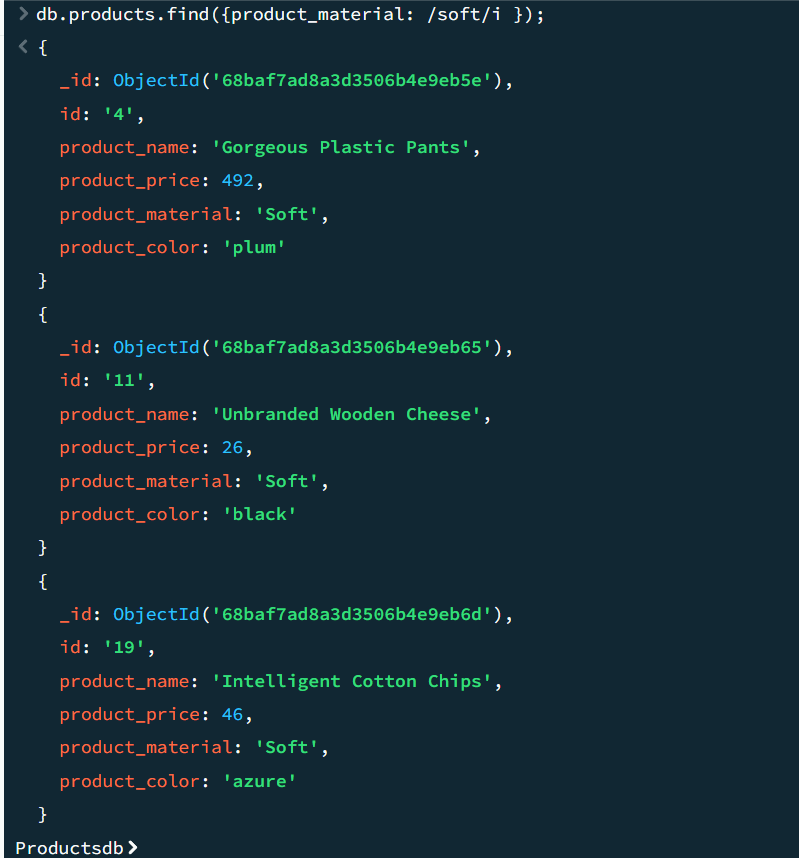 > db.products.find({product_material: /soft/i });
< {
_id: ObjectId('68baf7ad8a3d3506b4e9eb5e'),
id: '4',
product_name: 'Gorgeous Plastic Pants',
product_price: 492,
product_material: 'Soft',
product_color: 'plum'
}
{
_id: ObjectId('68baf7ad8a3d3506b4e9eb65'),
id: '11',
product_name: 'Unbranded Wooden Cheese',
product_price: 26,
product_material: 'Soft',
product_color: 'black'
}
{
_id: ObjectId('68baf7ad8a3d3506b4e9eb6d'),
id: '19',
product_name: 'Intelligent Cotton Chips',
product_price: 46,
product_material: 'Soft',
product_color: 'azure'
}
Productsdb>